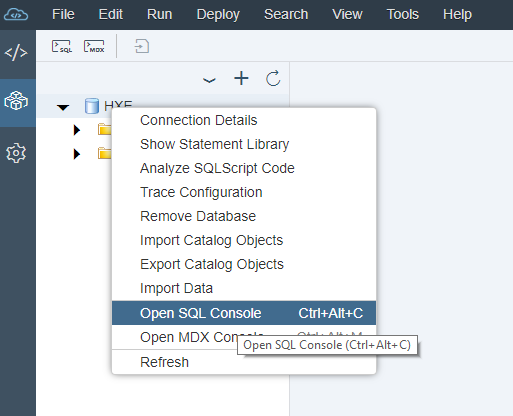 File Edit Run Deploy Search View Tools Help
SQL MDX
HXE
Connection Details
Show Statement Library
Analyze SQLScript Code
Trace Configuration
Remove Database
Import Catalog Objects
Export Catalog Objects
Import Data
Open SQL Console Ctrl+Alt+C
Open MDX Console Ctrl+Alt+M
Open SQL Console (Ctrl+Alt+C)
Refresh